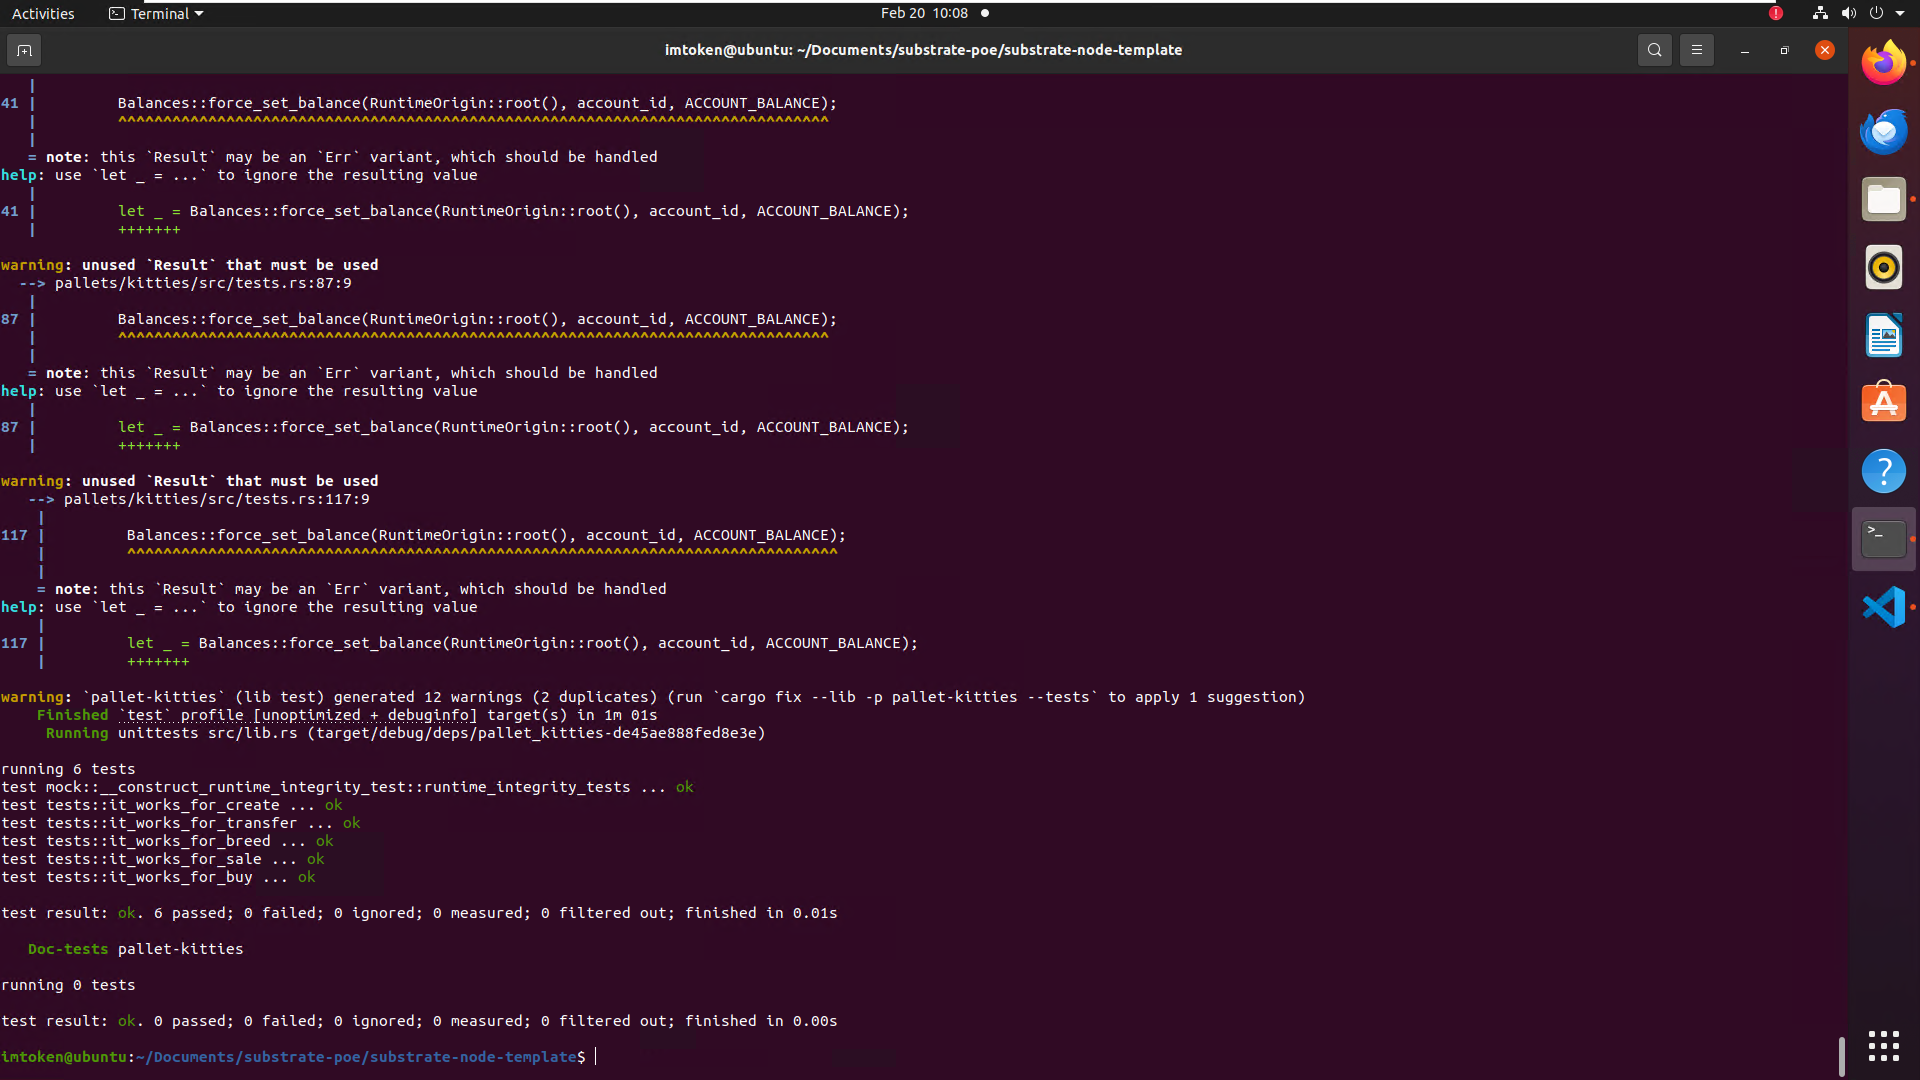 Activities
Terminal
Feb 20 10:08
imtoken@ubuntu: ~/Documents/substrate-poe/substrate-node-template
|
41 |         Balances::force_set_balance(RuntimeOrigin::root(), account_id, ACCOUNT_BALANCE);
|         ^^^^^^^^^^^^^^^^^^^^^^^^^^^^^^^^^^^^^^^^^^^^^^^^^^^^^^^^^^^^^^^^^^^^^^^^^^^^^^^
|
= note: this `Result` may be an `Err` variant, which should be handled
help: use `let _ = ...` to ignore the resulting value
|
41 |         let _ = Balances::force_set_balance(RuntimeOrigin::root(), account_id, ACCOUNT_BALANCE);
|         +++++++
warning: unused `Result` that must be used
--> pallets/kitties/src/tests.rs:87:9
|
87 |         Balances::force_set_balance(RuntimeOrigin::root(), account_id, ACCOUNT_BALANCE);
|         ^^^^^^^^^^^^^^^^^^^^^^^^^^^^^^^^^^^^^^^^^^^^^^^^^^^^^^^^^^^^^^^^^^^^^^^^^^^^^^^
|
= note: this `Result` may be an `Err` variant, which should be handled
help: use `let _ = ...` to ignore the resulting value
|
87 |         let _ = Balances::force_set_balance(RuntimeOrigin::root(), account_id, ACCOUNT_BALANCE);
|         +++++++
warning: unused `Result` that must be used
--> pallets/kitties/src/tests.rs:117:9
|
117 |         Balances::force_set_balance(RuntimeOrigin::root(), account_id, ACCOUNT_BALANCE);
|         ^^^^^^^^^^^^^^^^^^^^^^^^^^^^^^^^^^^^^^^^^^^^^^^^^^^^^^^^^^^^^^^^^^^^^^^^^^^^^^^
|
= note: this `Result` may be an `Err` variant, which should be handled
help: use `let _ = ...` to ignore the resulting value
|
117 |         let _ = Balances::force_set_balance(RuntimeOrigin::root(), account_id, ACCOUNT_BALANCE);
|         +++++++
warning: `pallet-kitties` (lib test) generated 12 warnings (2 duplicates) (run `cargo fix --lib -p pallet-kitties --tests` to apply 1 suggestion)
Finished `test` profile [unoptimized + debuginfo] target(s) in 1m 01s
Running unittests src/lib.rs (target/debug/deps/pallet_kitties-de45ae888fed8e3e)
running 6 tests
test mock::__construct_runtime_integrity_test::runtime_integrity_tests ... ok
test tests::it_works_for_create ... ok
test tests::it_works_for_transfer ... ok
test tests::it_works_for_breed ... ok
test tests::it_works_for_sale ... ok
test tests::it_works_for_buy ... ok
test result: ok. 6 passed; 0 failed; 0 ignored; 0 measured; 0 filtered out; finished in 0.01s
Doc-tests pallet-kitties
running 0 tests
test result: ok. 0 passed; 0 failed; 0 ignored; 0 measured; 0 filtered out; finished in 0.00s
imtoken@ubuntu:~/Documents/substrate-poe/substrate-node-template$